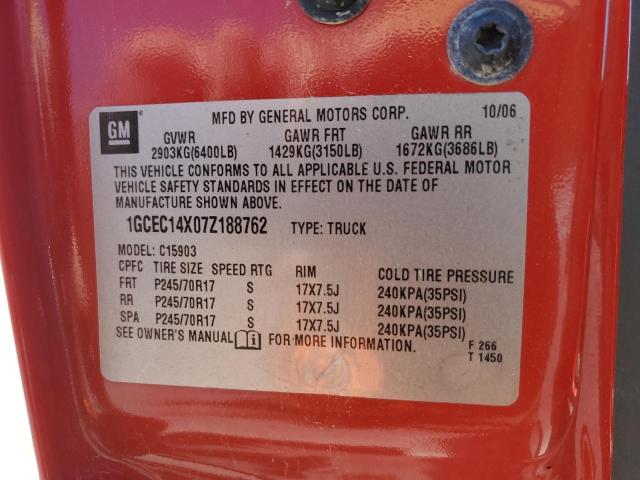 GM
MFD BY GENERAL MOTORS CORP. 10/06
GVWR GAWR FRT GAWR RR
2903KG(6400LB) 1429KG(3150LB) 1672KG(3686LB)
THIS VEHICLE CONFORMS TO ALL APPLICABLE U.S. FEDERAL MOTOR
VEHICLE SAFETY STANDARDS IN EFFECT ON THE DATE OF
MANUFACTURE SHOWN ABOVE.
1GCEC14X07Z188762 TYPE: TRUCK
MODEL: C15903
CPFC TIRE SIZE SPEED RTG RIM COLD TIRE PRESSURE
FRT P245/70R17 S 17X7.5J 240KPA(35PSI)
RR P245/70R17 S 17X7.5J 240KPA(35PSI)
SPA P245/70R17 S 17X7.5J 240KPA(35PSI)
SEE OWNER'S MANUAL FOR MORE INFORMATION. F 266
T 1450